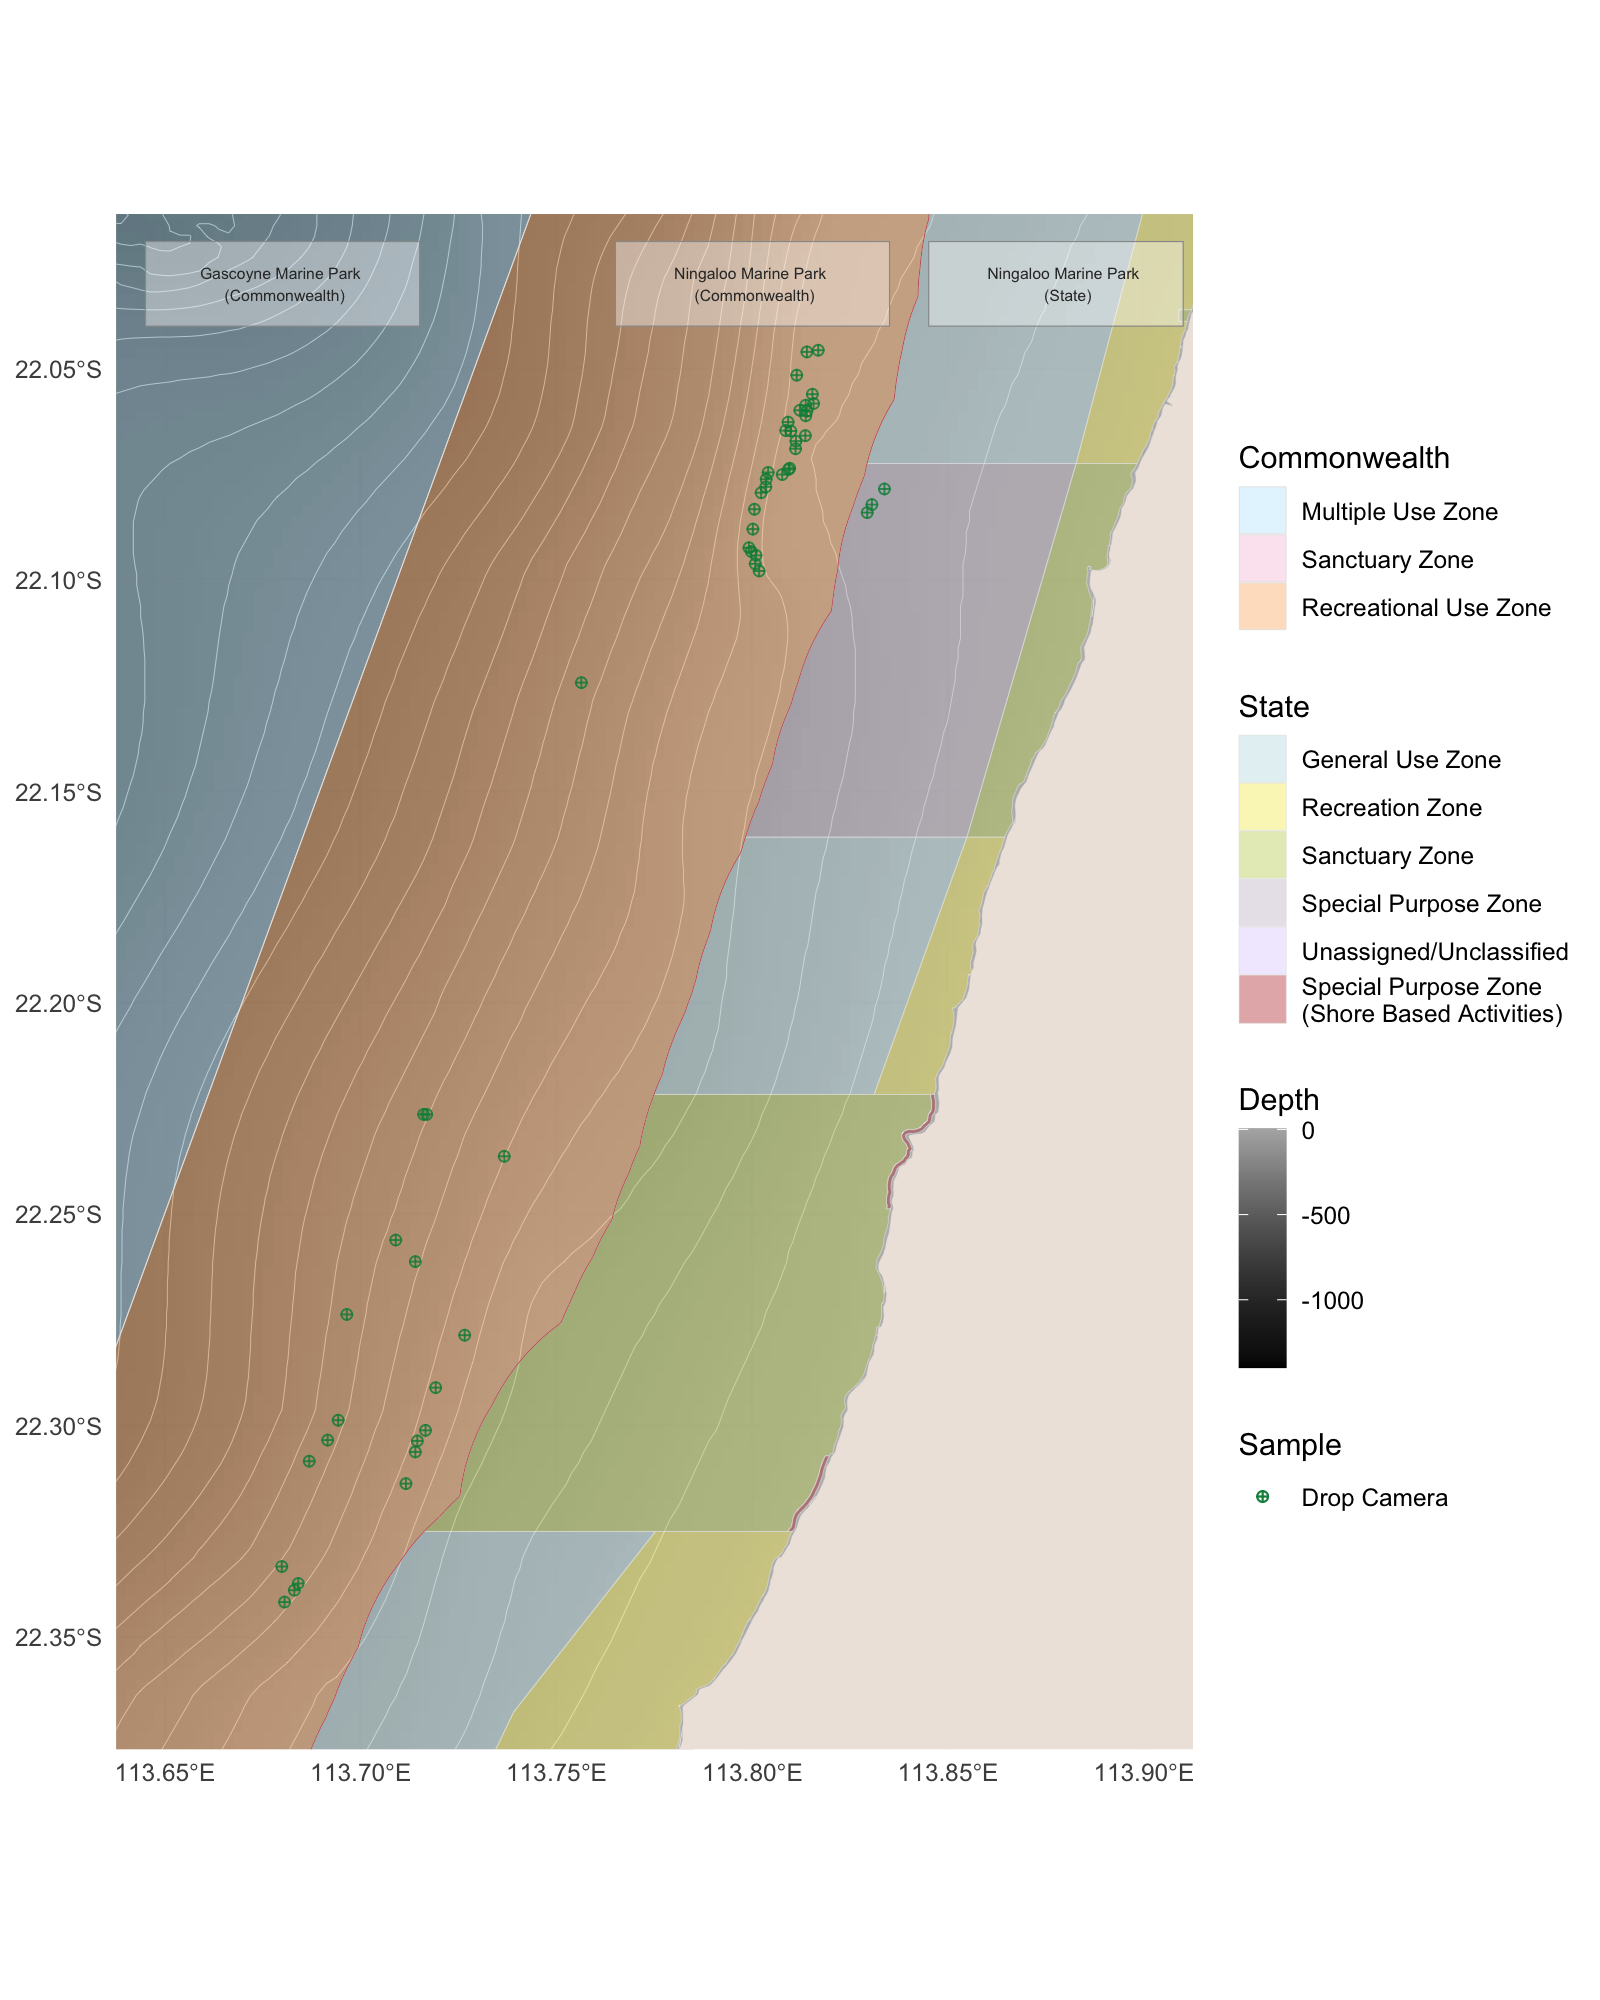 Gascoyne Marine Park
(Commonwealth)
Ningaloo Marine Park
(Commonwealth)
Ningaloo Marine Park
(State)
22.05°S
22.10°S
22.15°S
22.20°S
22.25°S
22.30°S
22.35°S
113.65°E
113.70°E
113.75°E
113.80°E
113.85°E
113.90°E
Commonwealth
Multiple Use Zone
Sanctuary Zone
Recreational Use Zone
State
General Use Zone
Recreation Zone
Sanctuary Zone
Special Purpose Zone
Unassigned/Unclassified
Special Purpose Zone
(Shore Based Activities)
Depth
0
-500
-1000
Sample
Drop Camera